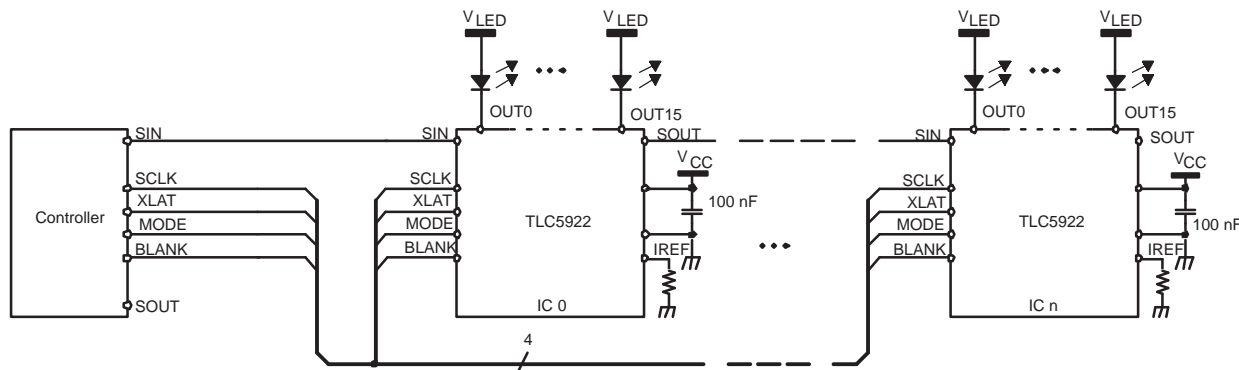 VLED VLED VLED VLED
OUT0 OUT15 OUT0 OUT15
SIN SIN SOUT SIN SOUT
VCC VCC
SCLK SCLK SCLK
100 nF 100 nF
XLAT XLAT XLAT
Controller TLC5922 TLC5922
MODE MODE MODE
BLANK BLANK IREF BLANK IREF
SOUT IC 0 IC n
4